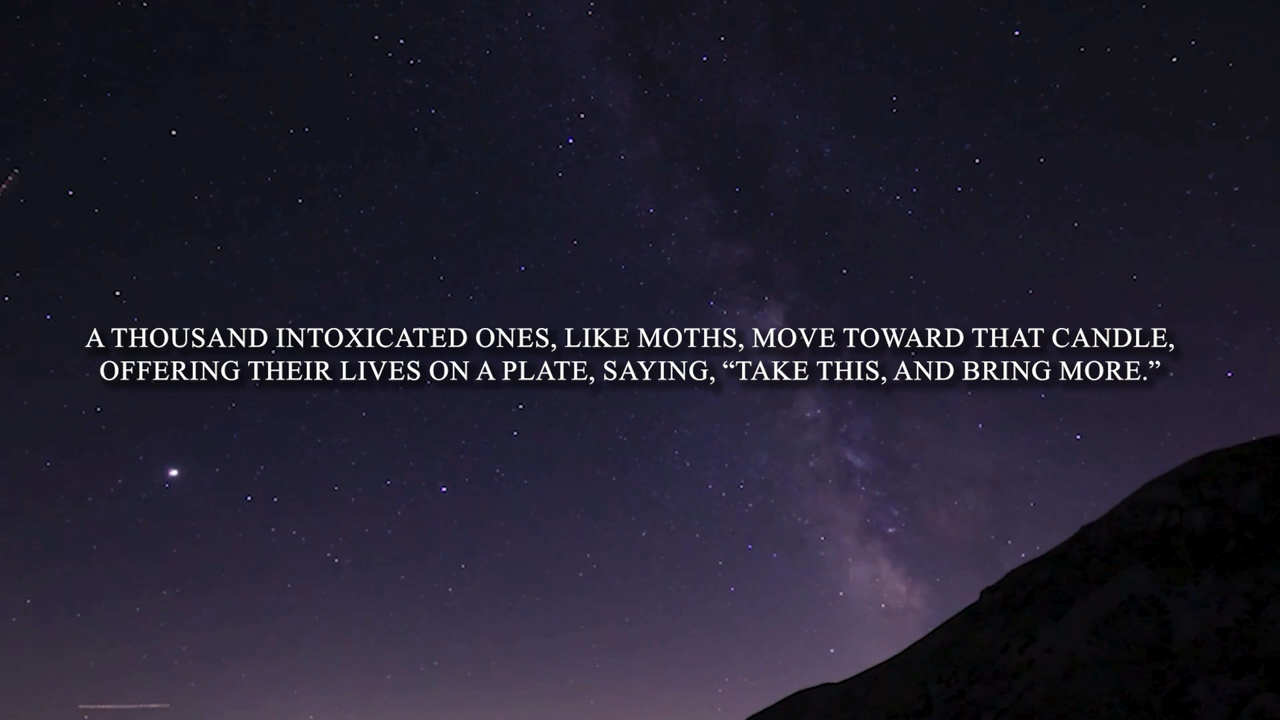 A THOUSAND INTOXICATED ONES, LIKE MOTHS, MOVE TOWARD THAT CANDLE,
OFFERING THEIR LIVES ON A PLATE, SAYING, “TAKE THIS, AND BRING MORE.”